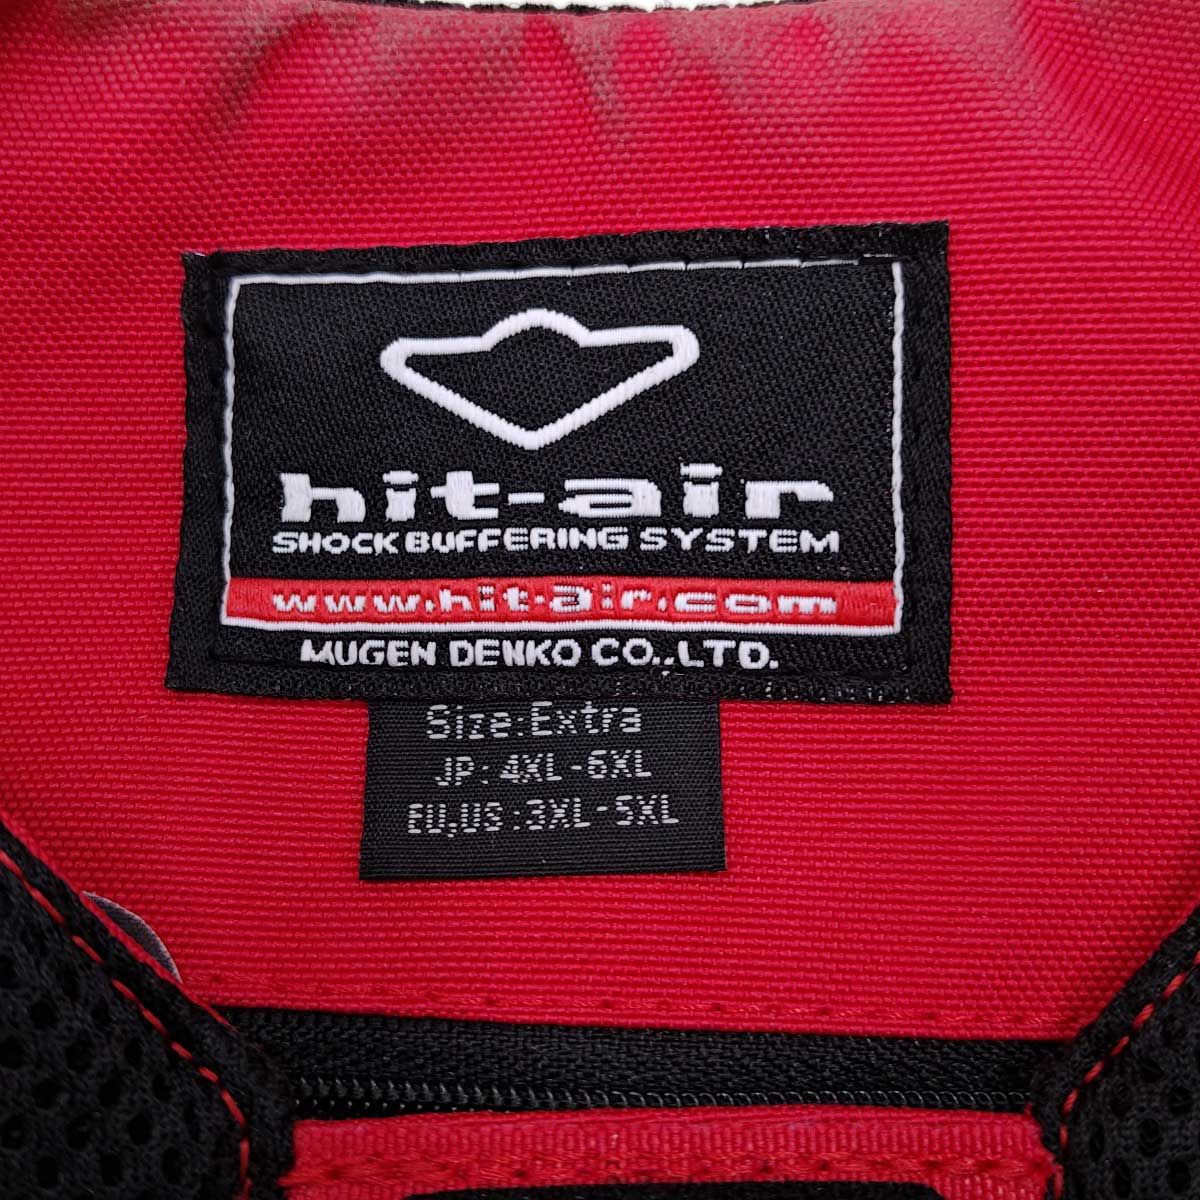 hit-air
SHOCK BUFFERING SYSTEM
www.hit-air.com
MUGEN DENKO CO.,LTD.
Size:Extra
JP:4XL-6XL
EU,US:3XL-5XL